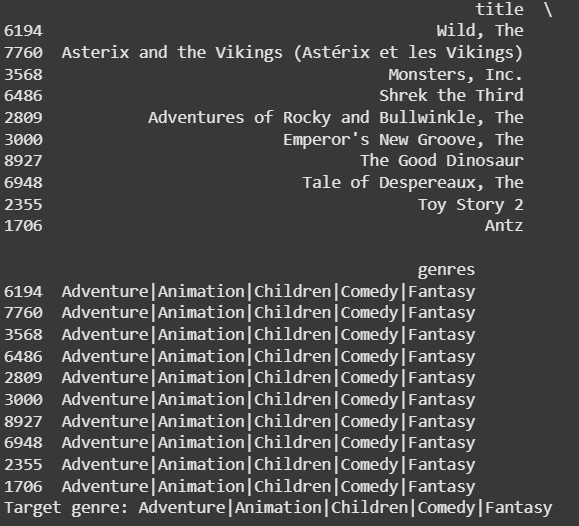 title \
6194 Wild, The
7760 Asterix and the Vikings (Astérix et les Vikings)
3568 Monsters, Inc.
6486 Shrek the Third
2809 Adventures of Rocky and Bullwinkle, The
3000 Emperor's New Groove, The
8927 The Good Dinosaur
6948 Tale of Despereaux, The
2355 Toy Story 2
1706 Antz
genres
6194 Adventure|Animation|Children|Comedy|Fantasy
7760 Adventure|Animation|Children|Comedy|Fantasy
3568 Adventure|Animation|Children|Comedy|Fantasy
6486 Adventure|Animation|Children|Comedy|Fantasy
2809 Adventure|Animation|Children|Comedy|Fantasy
3000 Adventure|Animation|Children|Comedy|Fantasy
8927 Adventure|Animation|Children|Comedy|Fantasy
6948 Adventure|Animation|Children|Comedy|Fantasy
2355 Adventure|Animation|Children|Comedy|Fantasy
1706 Adventure|Animation|Children|Comedy|Fantasy
Target genre: Adventure|Animation|Children|Comedy|Fantasy